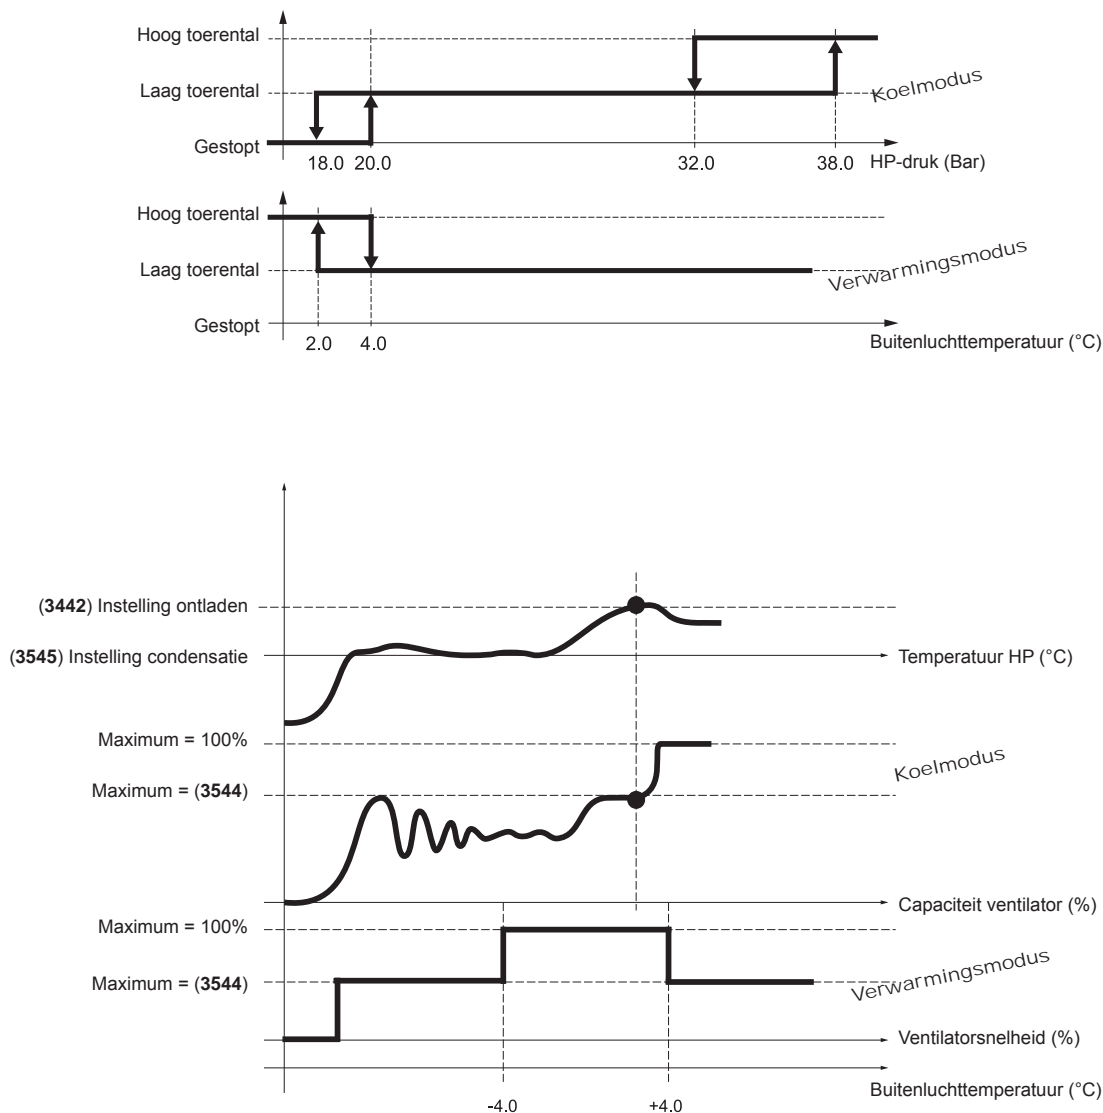 Hoog toerental
Laag toerental
Koelmodus
Gestopt
18.0 20.0 32.0 38.0 HP-druk (Bar)
Hoog toerental
Laag toerental
Verwarmingsmodus
Gestopt
2.0 4.0
Buitenluchttemperatuur (°C)
(3442) Instelling ontladen
(3545) Instelling condensatie
Temperatuur HP (°C)
Maximum = 100%
Koelmodus
Maximum = (3544)
Capaciteit ventilator (%)
Maximum = 100%
Verwarmingsmodus
Maximum = (3544)
Ventilatorsnelheid (%)
Buitenluchttemperatuur (°C)
-4.0 +4.0